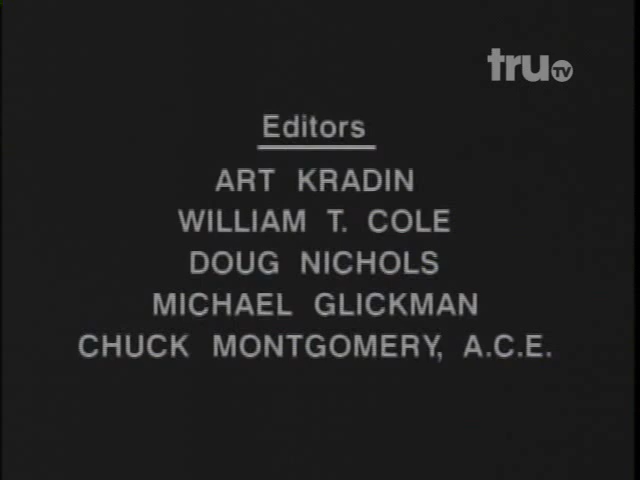 truTV
Editors
ART KRADIN
WILLIAM T. COLE
DOUG NICHOLS
MICHAEL GLICKMAN
CHUCK MONTGOMERY, A.C.E.